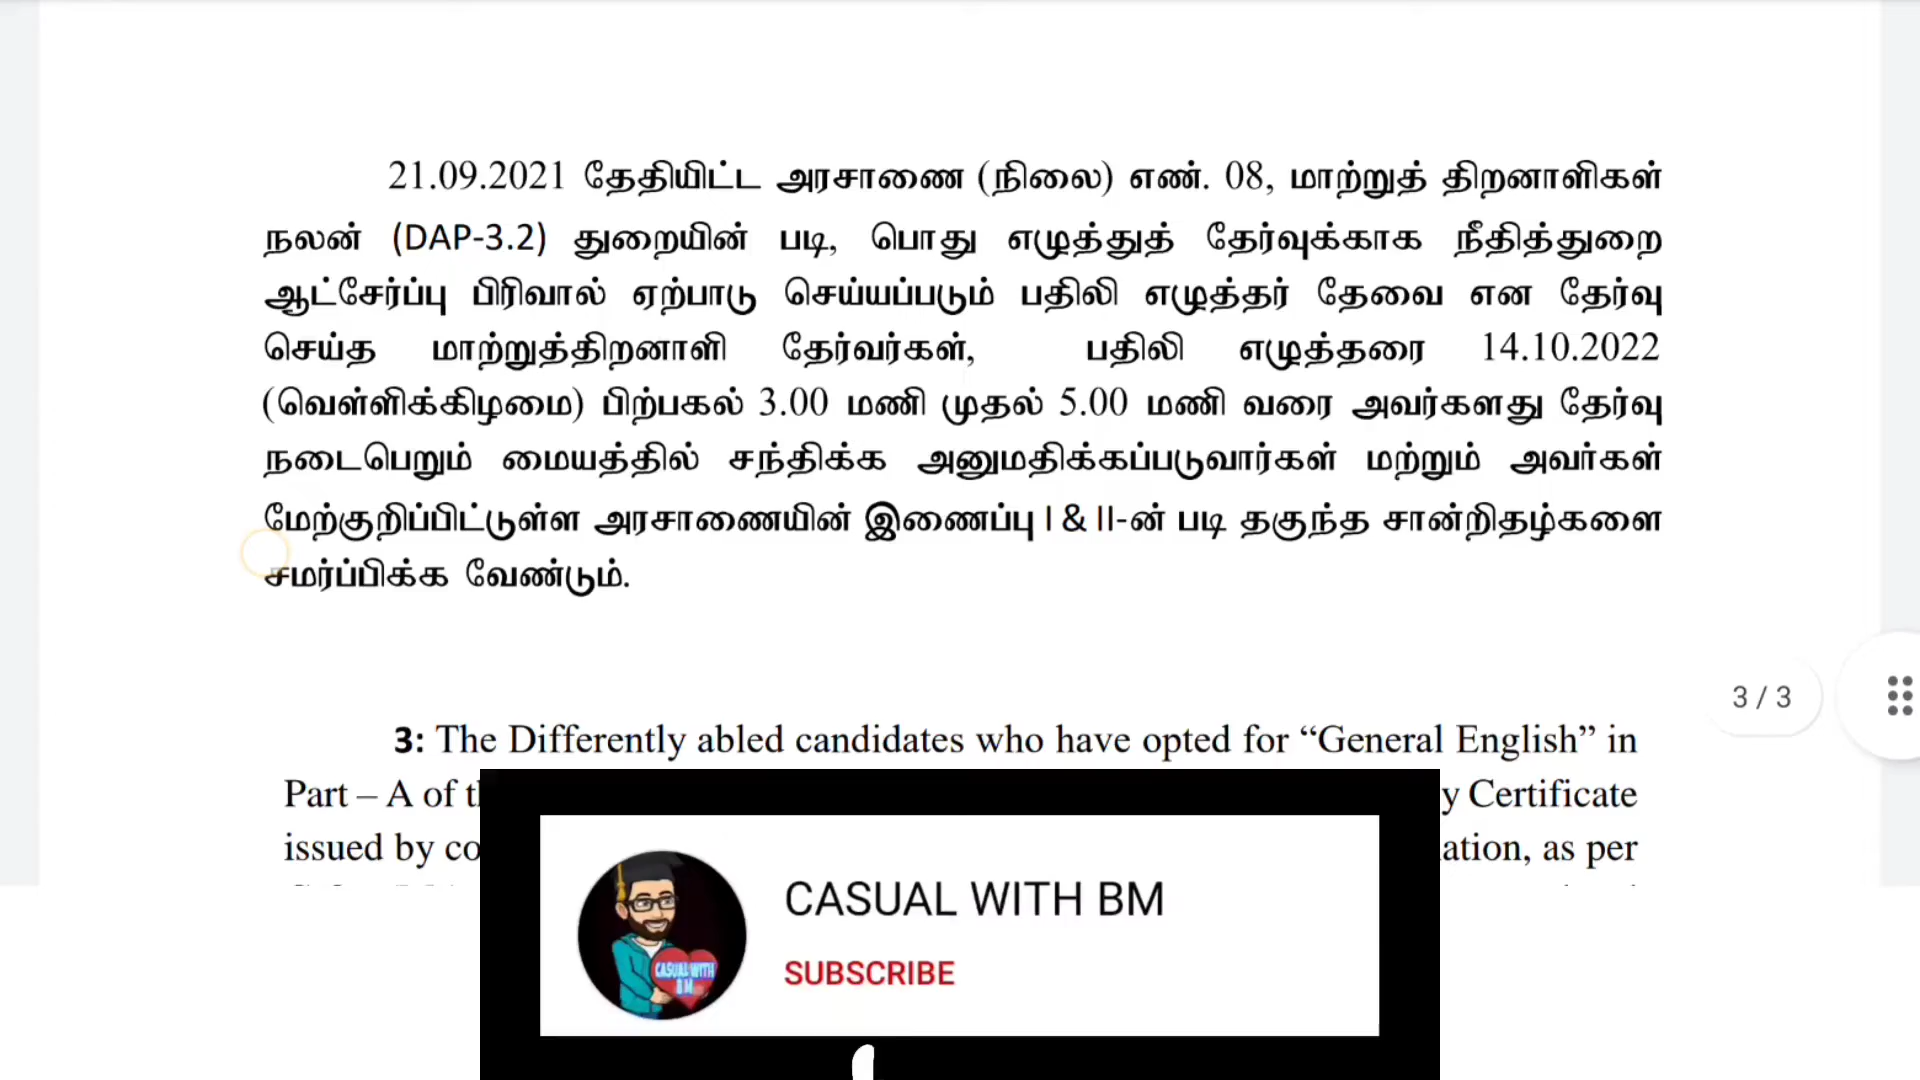 21.09.2021 தேதியிட்ட அரசாணை (நிலை) எண். 08, மாற்றுத் திறனாளிகள்
நலன் (DAP-3.2) துறையின் படி, பொது எழுத்துத் தேர்வுக்காக நீதித்துறை
ஆட்சேர்ப்பு பிரிவால் ஏற்பாடு செய்யப்படும் பதிலி எழுத்தர் தேவை என தேர்வு
செய்த மாற்றுத்திறனாளி தேர்வர்கள், பதிலி எழுத்தரை 14.10.2022
(வெள்ளிக்கிழமை) பிற்பகல் 3.00 மணி முதல் 5.00 மணி வரை அவர்களது தேர்வு
நடைபெறும் மையத்தில் சந்திக்க அனுமதிக்கப்படுவார்கள் மற்றும் அவர்கள்
மேற்குறிப்பிட்டுள்ள அரசாணையின் இணைப்பு I & II-ன் படி தகுந்த சான்றிதழ்களை
சமர்ப்பிக்க வேண்டும்.
3 / 3
3: The Differently abled candidates who have opted for “General English” in
Part – A of y Certificate
issued by co ation, as per
CASUAL WITH BM
SUBSCRIBE
CASUAL WITH
BM